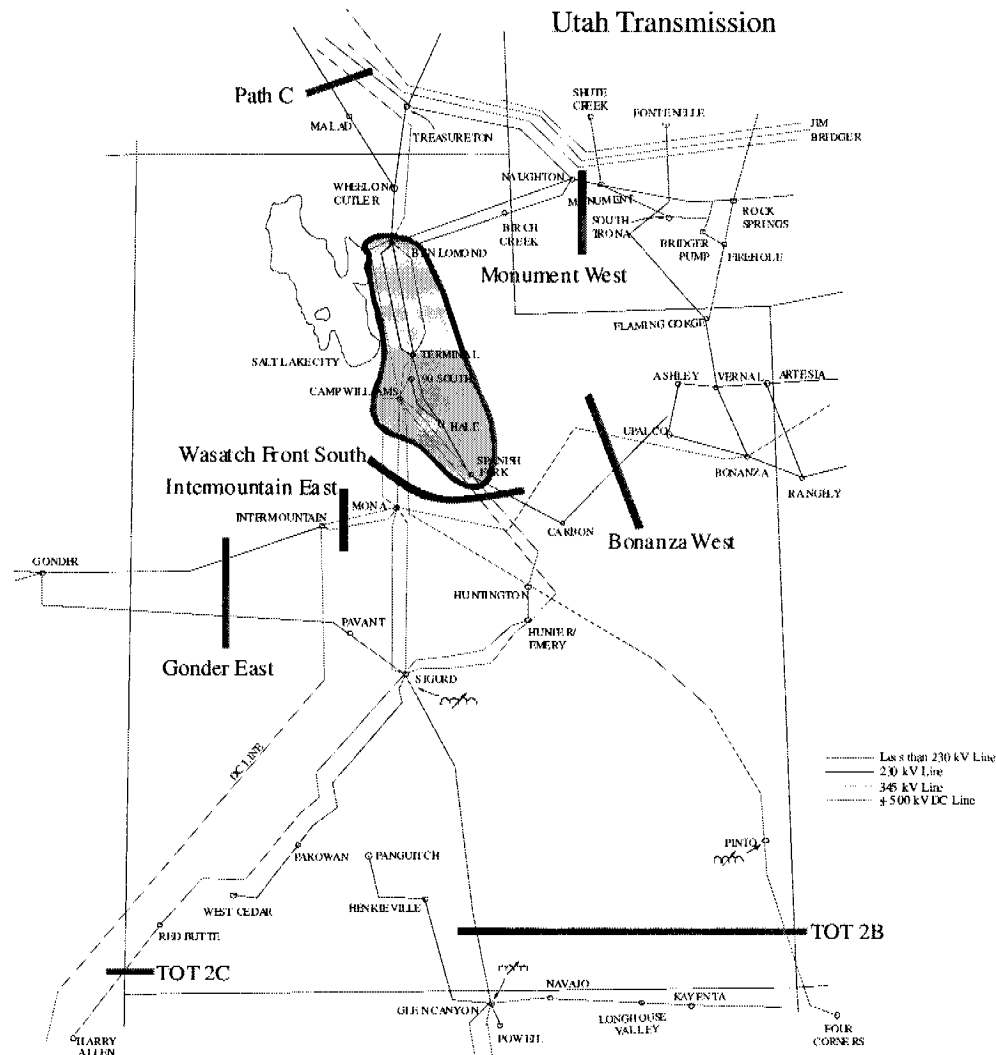 Utah Transmission
Path C
MALAD
TREASURETON
SHUTE
CREEK
FONTENELLE
JIM
BRIDGER
WHEELON
CUTLER
NAUGHTON
MONUMENT
BIRCH
CREEK
SOUTH
TRONA
ROCK
SPRINGS
BRIDGER
PUMP
FIREHOLE
BEN LOMOND
Monument West
FLAMING GORGE
SALT LAKE CITY
TERMINAL
90 SOUTH
CAMP WILLIAMS
HALE
ASHLEY
VERNAL
ARTESIA
UPALCO
BONANZA
RANGELY
Wasatch Front South
SPANISH
FORK
Intermountain East
INTERMOUNTAIN
MONA
CARBON
Bonanza West
GONDER
HUNTINGTON
PAVANT
HUNTER/
EMERY
Gonder East
SIGURD
DC LINE
Less than 230 kV Line
230 kV Line
345 kV Line
± 500 kV DC Line
PINTO
PAROWAN
PANGUITCH
WEST CEDAR
HENRIEVILLE
RED BUTTE
TOT 2B
TOT 2C
NAVAJO
KAYENTA
GLEN CANYON
LONGHOUSE
VALLEY
POWELL
FOUR
CORNERS
HARRY
ALLEN